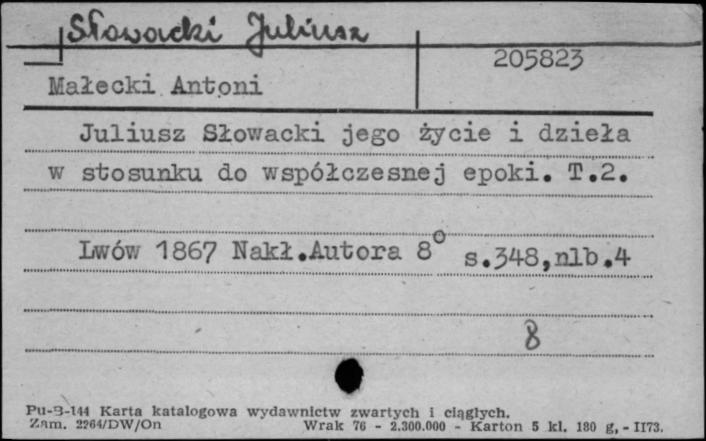 Słowacki Juliusz
205823
Małecki Antoni
Juliusz Słowacki jego życie i dzieła
w stosunku do współczesnej epoki. T.2.
Lwów 1867 Nakł.Autora 8° s.348,nlb.4
8
Pu-B-144 Karta katalogowa wydawnictw zwartych i ciągłych.
Zam. 2264/DW/On Wrak 76 - 2.300.000 - Karton 5 kl. 180 g, - II73.